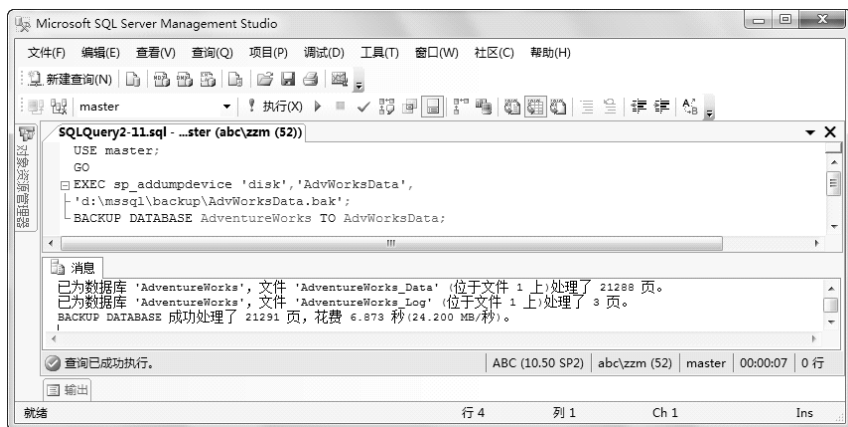 Microsoft SQL Server Management Studio
文件(F) 编辑(E) 查看(V) 查询(Q) 项目(P) 调试(D) 工具(T) 窗口(W) 社区(C) 帮助(H)
新建查询(N)
master 执行(X)
SQLQuery2-11.sql - ...ster (abc\zzm (52))
对象资源管理器
USE master;
GO
EXEC sp_addumpdevice 'disk','AdvWorksData',
'd:\mssql\backup\AdvWorksData.bak';
BACKUP DATABASE AdventureWorks TO AdvWorksData;
消息
已为数据库 'AdventureWorks', 文件 'AdventureWorks_Data' (位于文件 1 上)处理了 21288 页。
已为数据库 'AdventureWorks', 文件 'AdventureWorks_Log' (位于文件 1 上)处理了 3 页。
BACKUP DATABASE 成功处理了 21291 页，花费 6.873 秒(24.200 MB/秒)。
查询已成功执行。 ABC (10.50 SP2) abc\zzm (52) master 00:00:07 0 行
输出
就绪 行 4 列 1 Ch 1 Ins